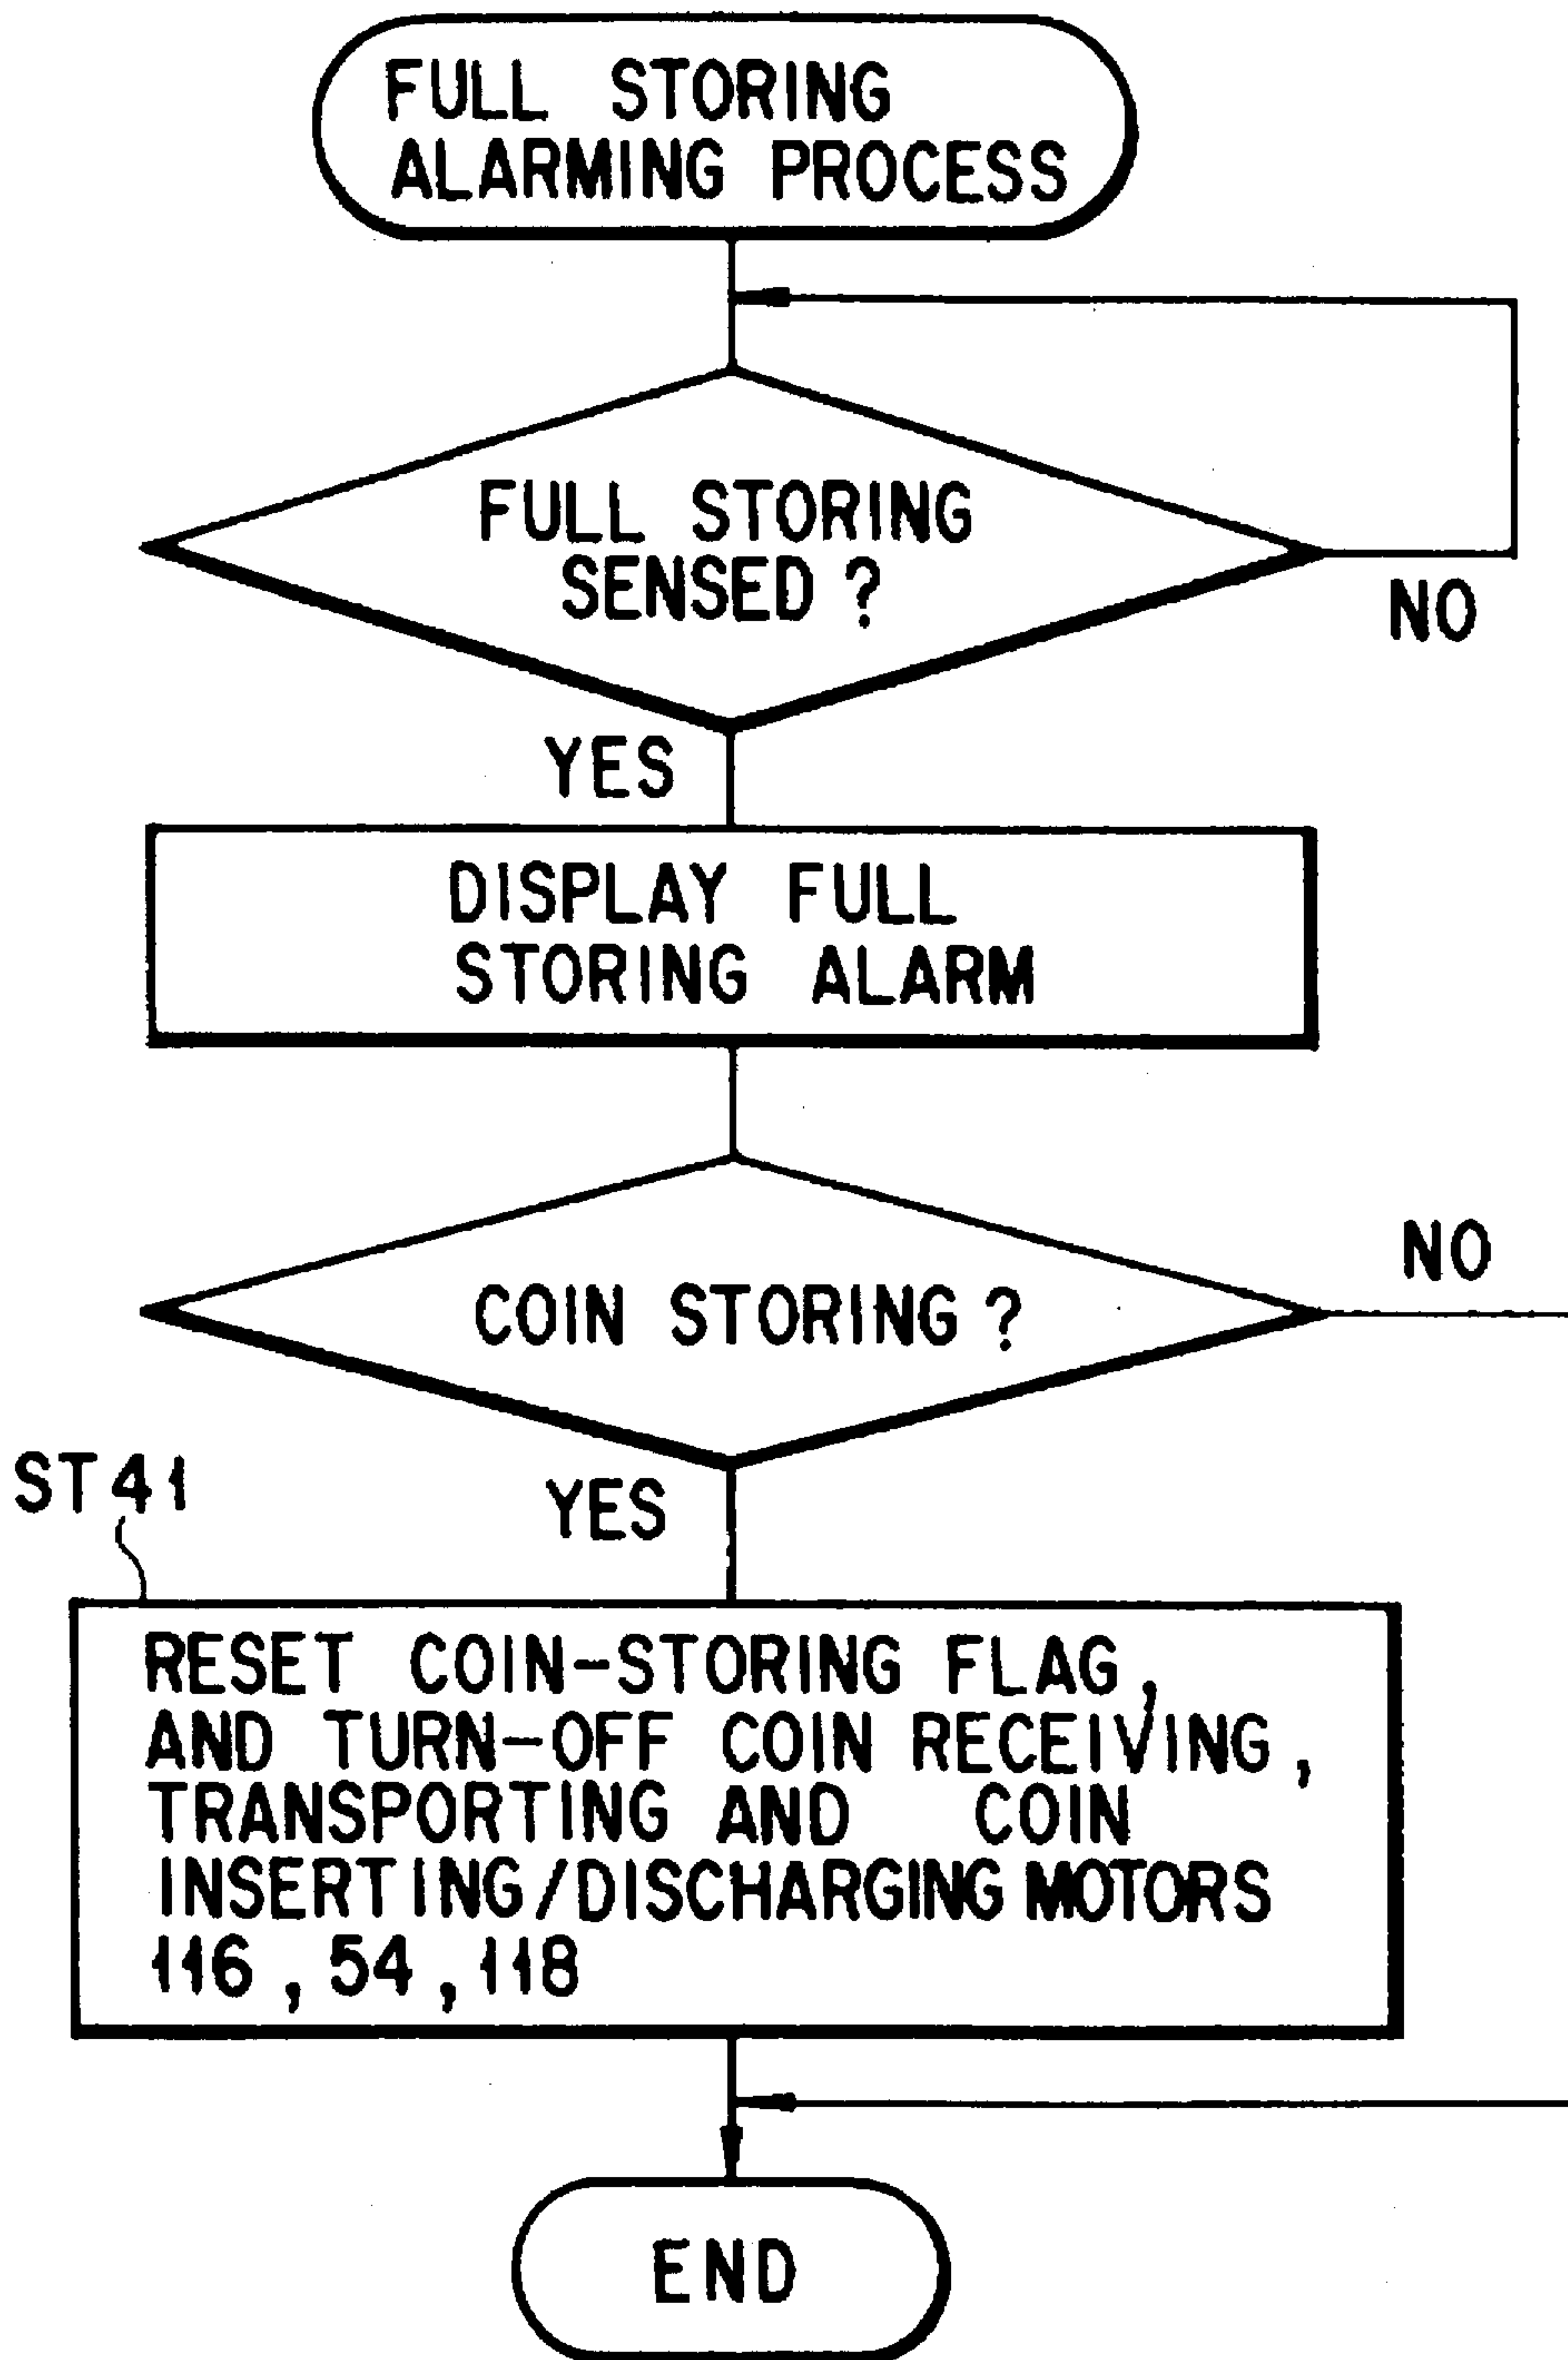 FULL STORING
ALARMING PROCESS
FULL STORING
SENSED ?
NO
YES
DISPLAY FULL
STORING ALARM
COIN STORING ?
NO
YES
ST41
RESET COIN-STORING FLAG,
AND TURN-OFF COIN RECEIVING,
TRANSPORTING AND COIN
INSERTING/DISCHARGING MOTORS
116, 54, 118
END